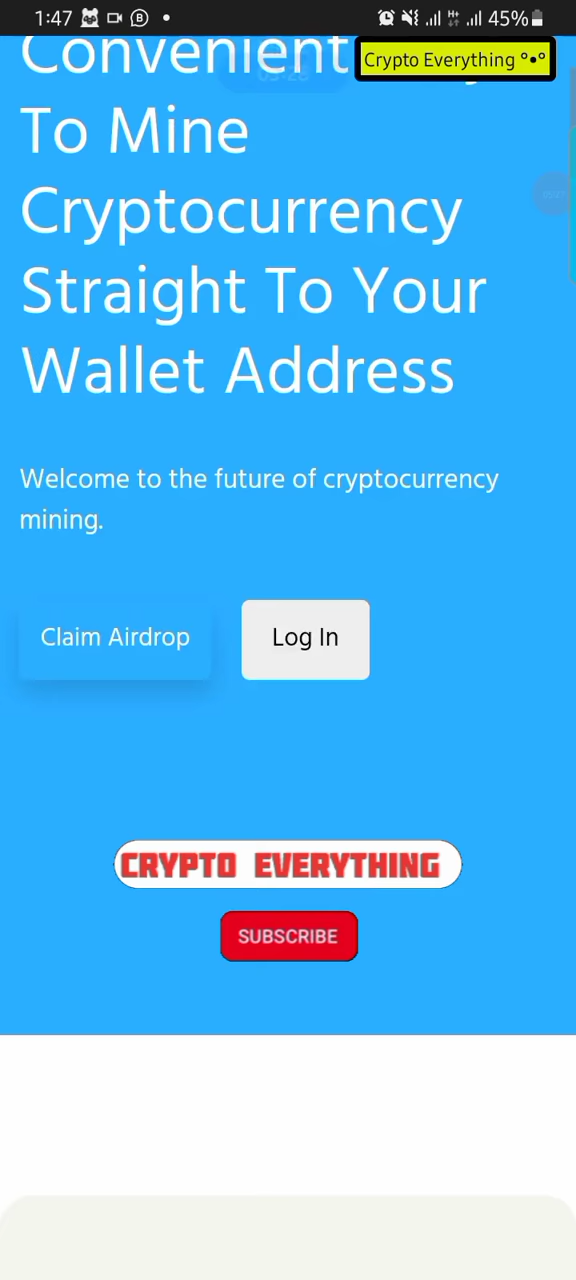 1:47
45%
Convenient
Crypto Everything °•°
To Mine
Cryptocurrency
Straight To Your
Wallet Address
Welcome to the future of cryptocurrency
mining.
Claim Airdrop
Log In
CRYPTO EVERYTHING
SUBSCRIBE